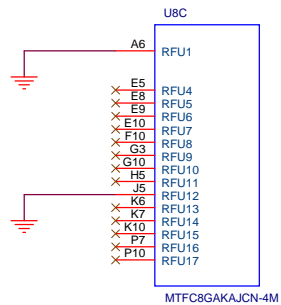 U8C
A6 RFU1
E5 RFU4
E8 RFU5
E9 RFU6
E10 RFU7
F10 RFU8
G3 RFU9
G10 RFU10
H5 RFU11
J5 RFU12
K6 RFU13
K7 RFU14
K10 RFU15
P7 RFU16
P10 RFU17
MTFC8GAKAJCN-4M